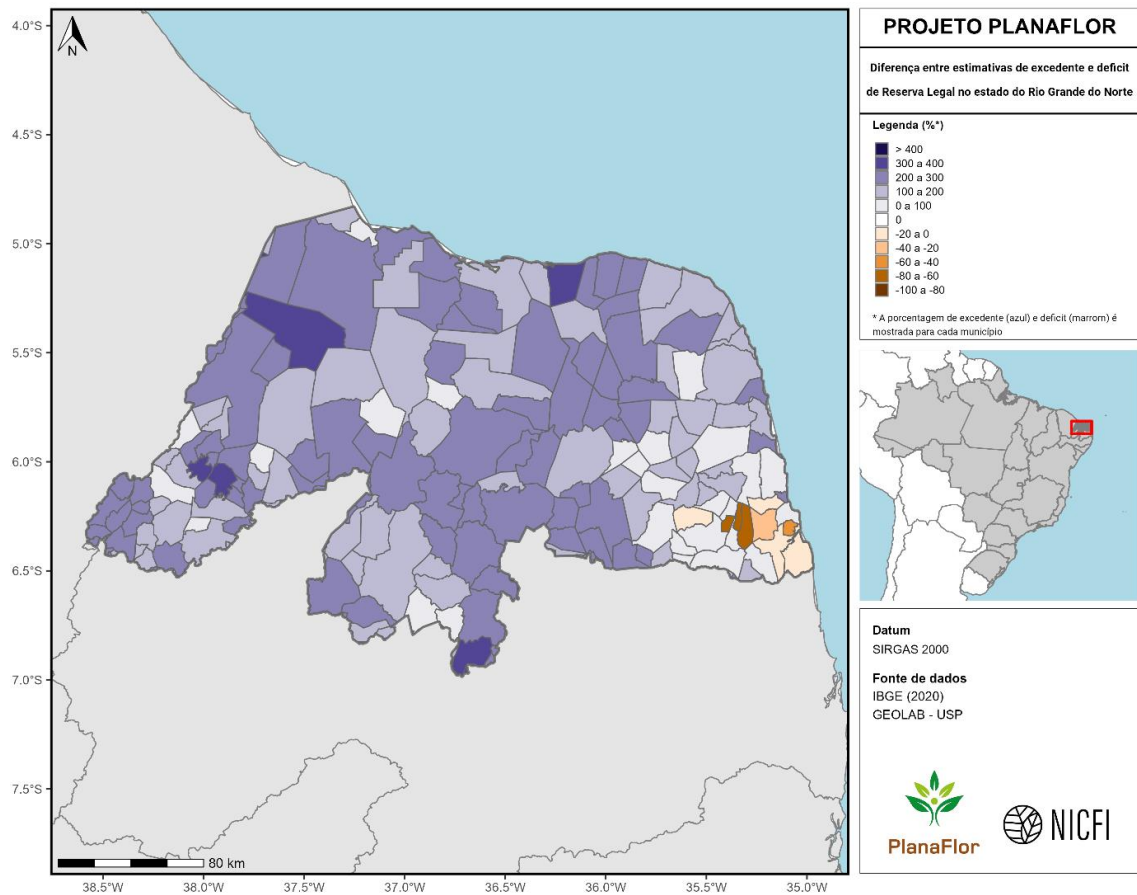 4.0°S
4.5°S
5.0°S
5.5°S
6.0°S
6.5°S
7.0°S
7.5°S
N
80 km
38.5°W
38.0°W
37.5°W
37.0°W
36.5°W
36.0°W
35.5°W
35.0°W
PROJETO PLANAFLOR
Diferença entre estimativas de excedente e deficit
de Reserva Legal no estado do Rio Grande do Norte
Legenda (%*)
> 400
300 a 400
200 a 300
100 a 200
0 a 100
0
-20 a 0
-40 a -20
-60 a -40
-80 a -60
-100 a -80
* A porcentagem de excedente (azul) e deficit (marrom) é
mostrada para cada município
Datum
SIRGAS 2000
Fonte de dados
IBGE (2020)
GEOLAB - USP
PlanaFlor
NICFI